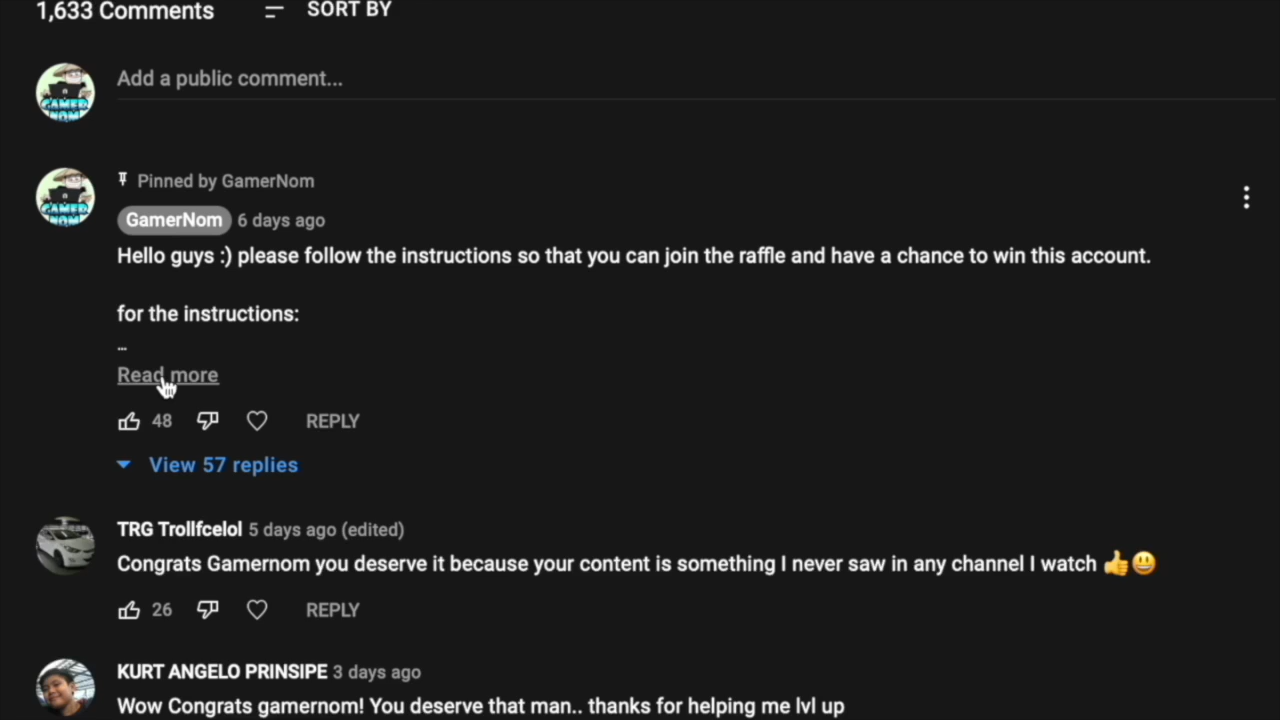 1,633 Comments SORT BY
GAMER
NOM
Add a public comment...
GAMER
NOM
Pinned by GamerNom
GamerNom 6 days ago
Hello guys :) please follow the instructions so that you can join the raffle and have a chance to win this account.
for the instructions:
...
Read more
48 REPLY
View 57 replies
TRG Trollfcelol 5 days ago (edited)
Congrats Gamernom you deserve it because your content is something I never saw in any channel I watch 👍😃
26 REPLY
KURT ANGELO PRINSIPE 3 days ago
Wow Congrats gamernom! You deserve that man.. thanks for helping me lvl up